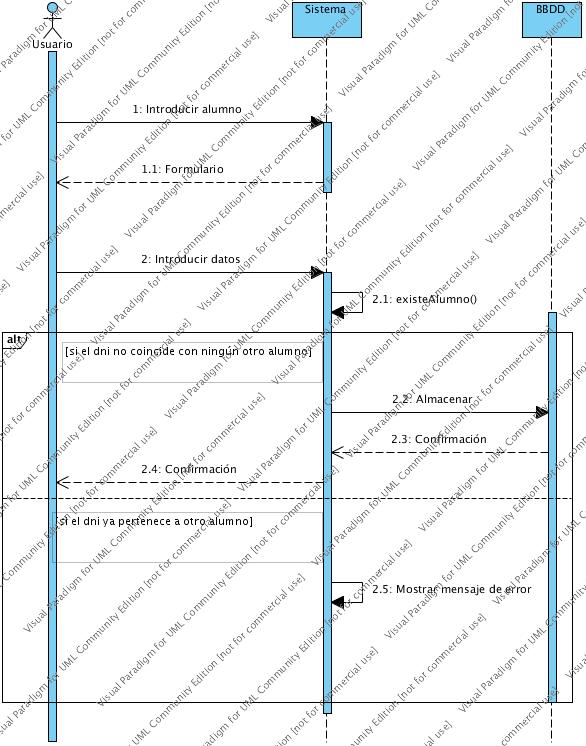 Usuario
Sistema
BBDD
1: Introducir alumno
1.1: Formulario
2: Introducir datos
2.1: existeAlumno()
alt
[si el dni no coincide con ningún otro alumno]
2.2: Almacenar
2.3: Confirmación
2.4: Confirmación
[si el dni ya pertenece a otro alumno]
2.5: Mostrar mensaje de error
Visual Paradigm for UML Community Edition [not for commercial use]